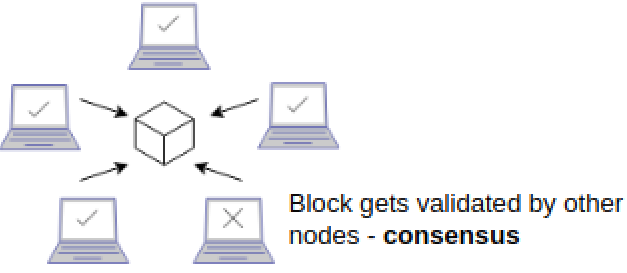 Block gets validated by other
nodes - consensus